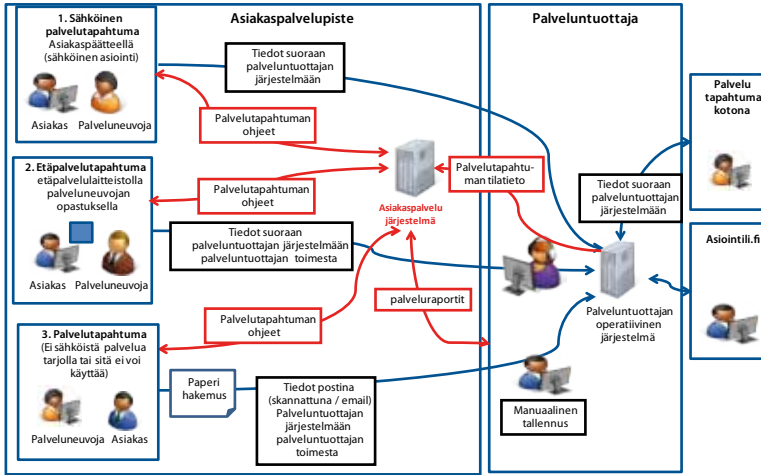 Asiakaspalvelupiste
Palveluntuottaja
1. Sähköinen
palvelutapahtuma
Asiakaspäätteellä
(sähköinen asiointi)
Asiakas Palveluneuvoja
Tiedot suoraan
palveluntuottajan
järjestelmään
Palvelutapahtuman
ohjeet
2. Etäpalvelutapahtuma
etäpalvelulaitteistolla
palveluneuvojan
opastuksella
Asiakas Palveluneuvoja
Palvelutapahtuman
ohjeet
Asiakaspalvelu
järjestelmä
Palvelutapahtu-
man tilatieto
Tiedot suoraan
palveluntuottajan järjestelmään
palveluntuottajan toimesta
Palvelutapahtuman
ohjeet
palveluraportit
3. Palvelutapahtuma
(Ei sähköistä palvelua
tarjolla tai sitä ei voi
käyttää)
Palveluneuvoja Asiakas
Paperi
hakemus
Tiedot postina
(skannattuna / email)
Palveluntuottajan
järjestelmään
palveluntuottajan
toimesta
Tiedot suoraan
palveluntuottajan
järjestelmään
Palveluntuottajan
operatiivinen
järjestelmä
Manuaalinen
tallennus
Palvelu
tapahtuma
kotona
Asiointili.fi